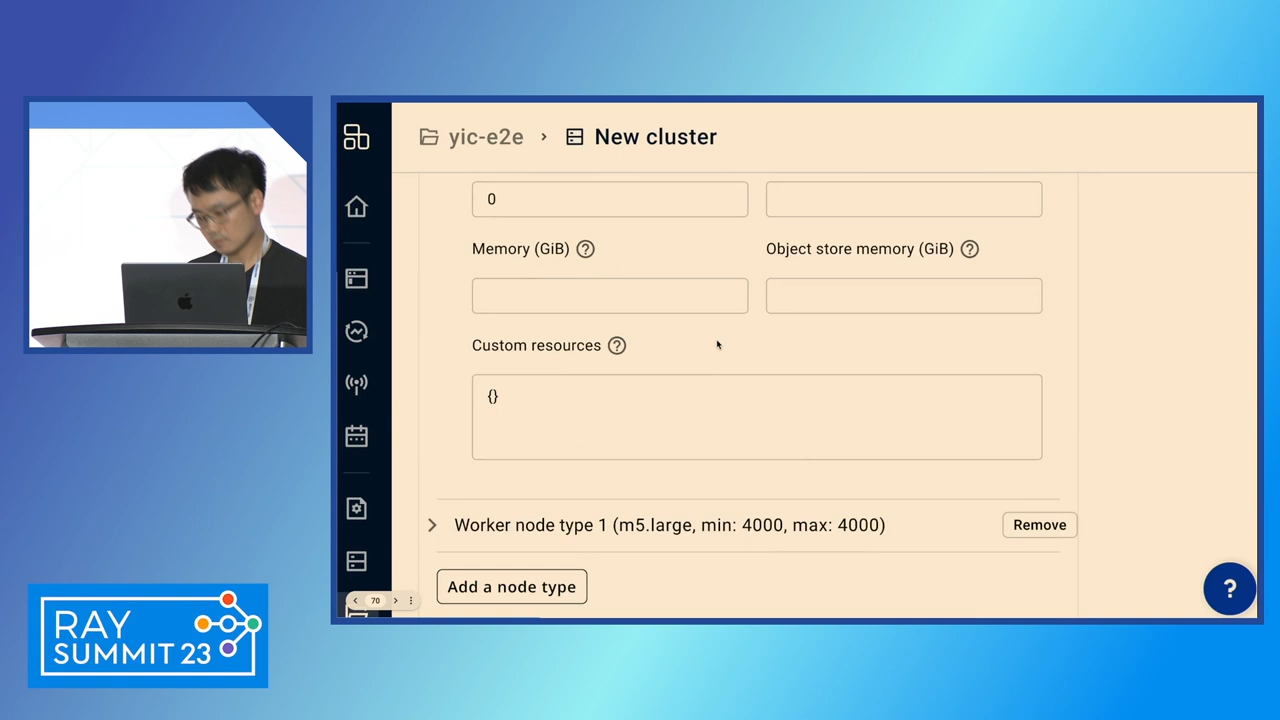 yic-e2e > New cluster
0
Memory (GiB) ? Object store memory (GiB) ?
Custom resources ?
{}
Worker node type 1 (m5.large, min: 4000, max: 4000) Remove
Add a node type
?
70
RAY
SUMMIT 23